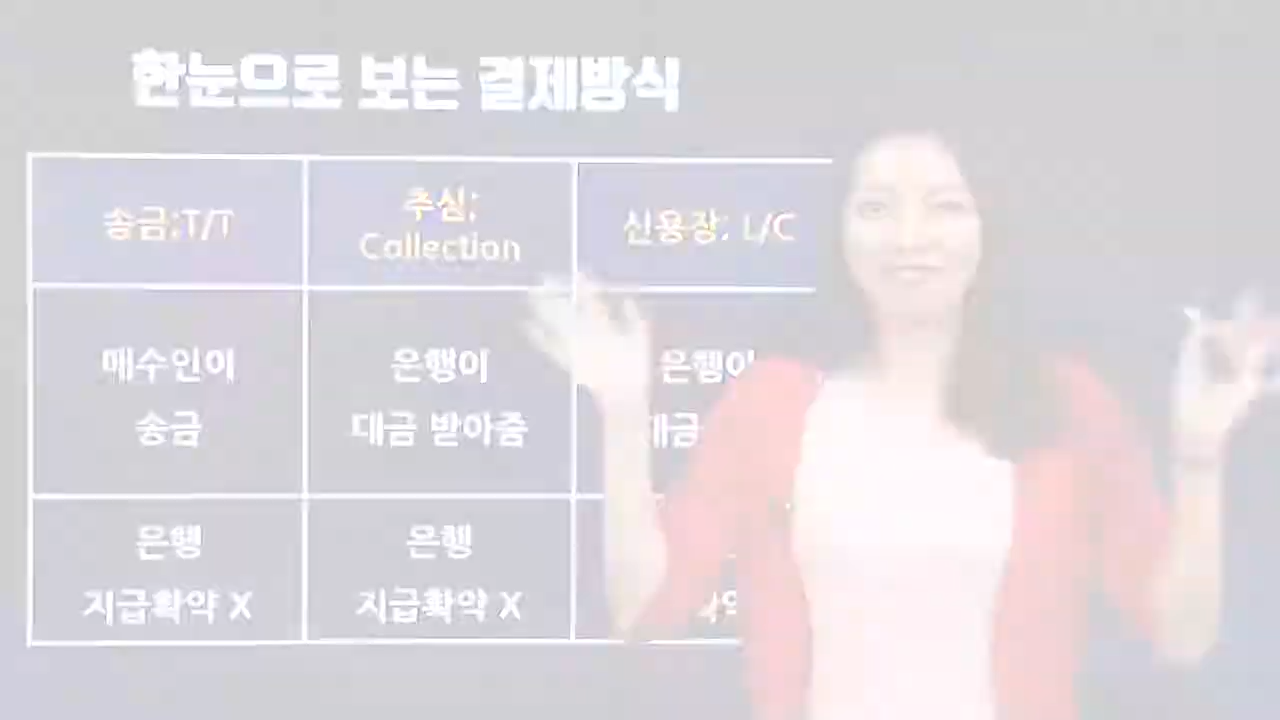 한눈으로 보는 결제방식
송금:T/T
추심:
Collection
신용장: L/C
매수인이
송금
은행이
대금 받아줌
은행이
대금
은행
지급확약 X
은행
지급확약 X